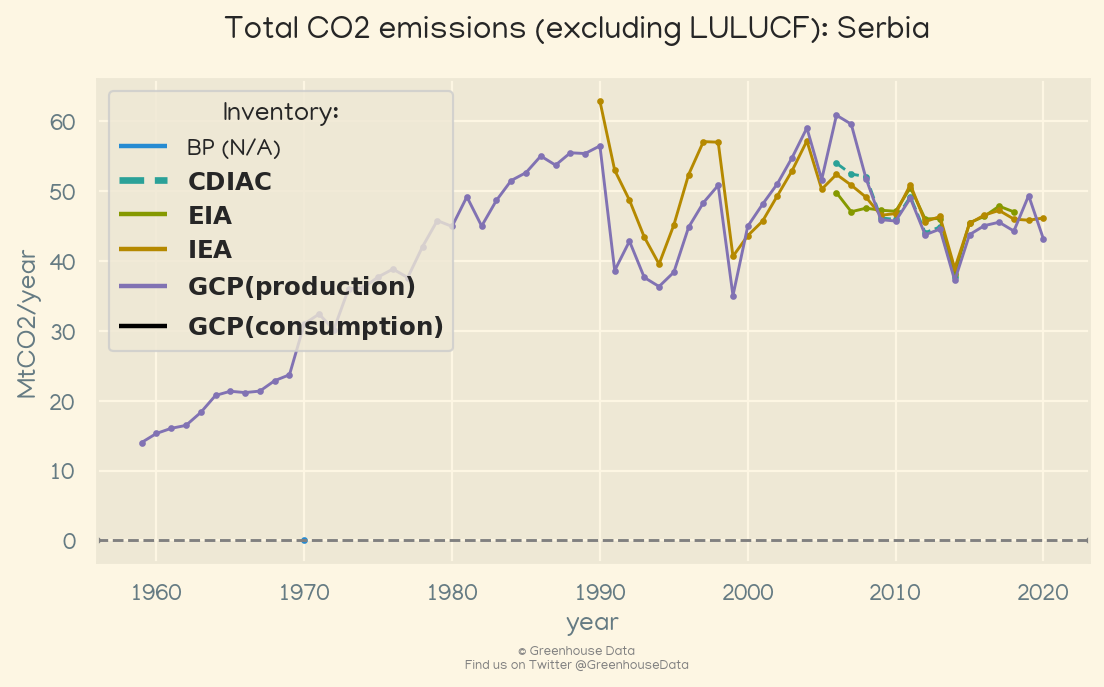 Total CO2 emissions (excluding LULUCF): Serbia
Inventory:
BP (N/A)
CDIAC
EIA
IEA
GCP(production)
GCP(consumption)
MtCO2/year
60
50
40
30
20
10
0
1960 1970 1980 1990 2000 2010 2020
year
© Greenhouse Data
Find us on Twitter @GreenhouseData